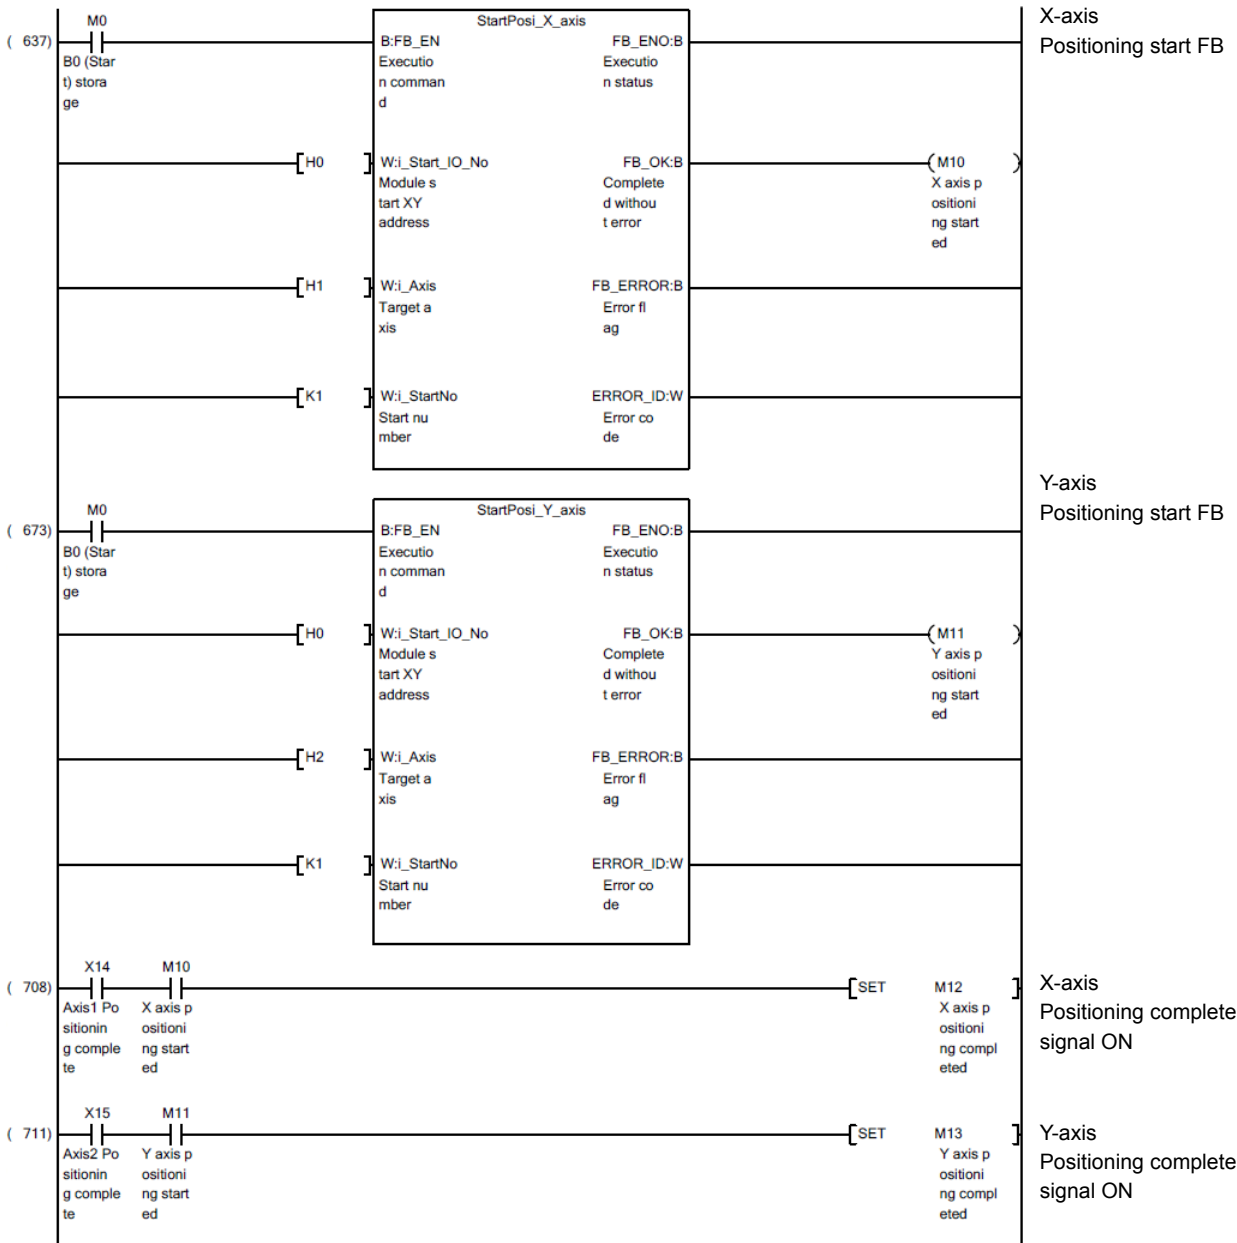 M0
StartPosi_X_axis
X-axis
( 637)
B:FB_EN
FB_ENO:B
Positioning start FB
B0 (Star
Executio
Executio
t) stora
n comman
n status
ge
d
H0
W:i_Start_IO_No
FB_OK:B
M10
Module s
Complete
X axis p
tart XY
d withou
ositioni
address
t error
ng start
ed
H1
W:i_Axis
FB_ERROR:B
Target a
Error fl
xis
ag
K1
W:i_StartNo
ERROR_ID:W
Start nu
Error co
mber
de
Y-axis
M0
StartPosi_Y_axis
Positioning start FB
( 673)
B:FB_EN
FB_ENO:B
B0 (Star
Executio
Executio
t) stora
n comman
n status
ge
d
H0
W:i_Start_IO_No
FB_OK:B
M11
Module s
Complete
Y axis p
tart XY
d withou
ositioni
address
t error
ng start
ed
H2
W:i_Axis
FB_ERROR:B
Target a
Error fl
xis
ag
K1
W:i_StartNo
ERROR_ID:W
Start nu
Error co
mber
de
X14
M10
( 708)
SET
M12
X-axis
Axis1 Po
X axis p
X axis p
Positioning complete
sitionin
ositioni
ositioni
signal ON
g comple
ng start
ng compl
te
ed
eted
X15
M11
( 711)
SET
M13
Y-axis
Axis2 Po
Y axis p
Y axis p
Positioning complete
sitionin
ositioni
ositioni
signal ON
g comple
ng start
ng compl
te
ed
eted